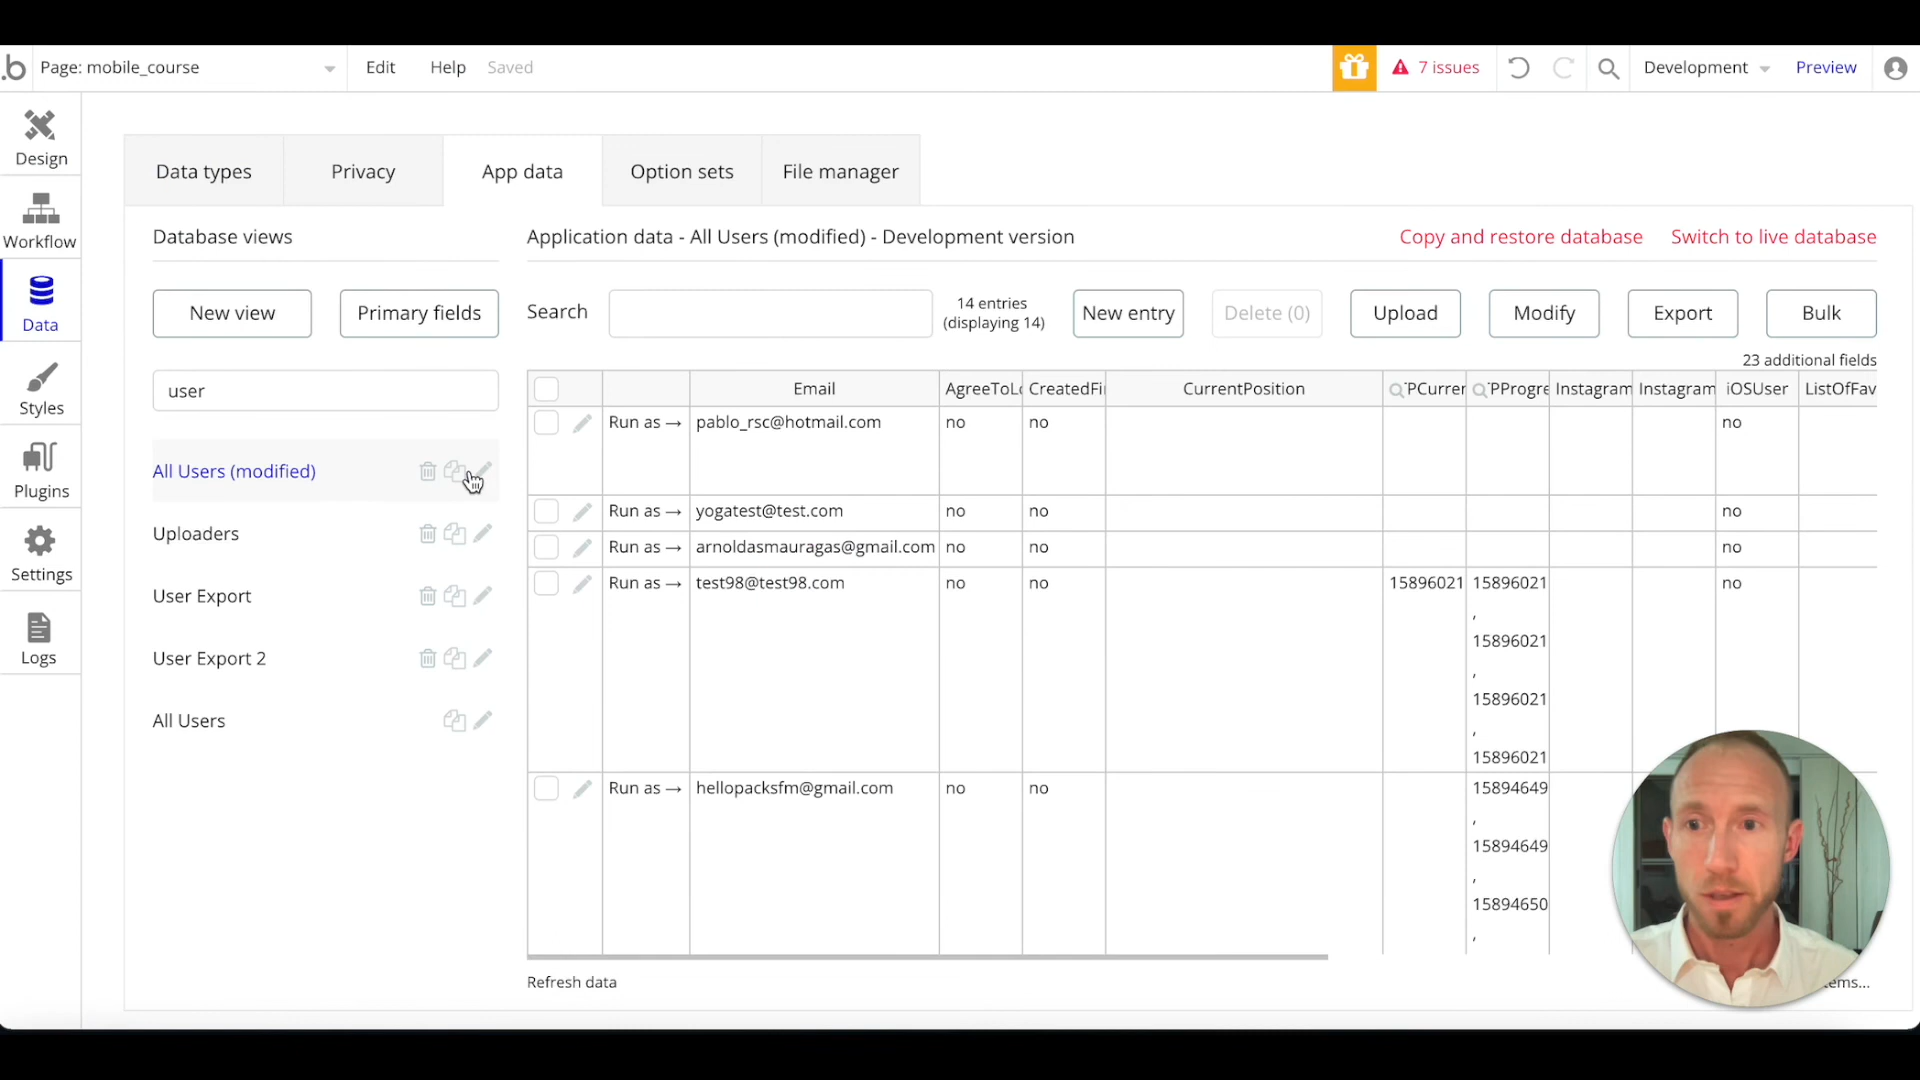 .b Page: mobile_course Edit Help Saved 7 issues Development Preview
Design
Workflow
Data
Styles
Plugins
Settings
Logs
Data types Privacy App data Option sets File manager
Database views
New view Primary fields
user
All Users (modified)
Uploaders
User Export
User Export 2
All Users
Application data - All Users (modified) - Development version Copy and restore database Switch to live database
Search 14 entries
(displaying 14)
New entry Delete (0) Upload Modify Export Bulk
23 additional fields
Email AgreeToLo CreatedFi CurrentPosition PCurrer PProgre Instagram Instagram iOSUser ListOfFav
Run as → pablo_rsc@hotmail.com no no no
Run as → yogatest@test.com no no no
Run as → arnoldasmauragas@gmail.com no no no
Run as → test98@test98.com no no 15896021 15896021 no
,
15896021
,
15896021
,
15896021
Run as → hellopacksfm@gmail.com no no 15894649
,
15894649
,
15894650
,
Refresh data ems...